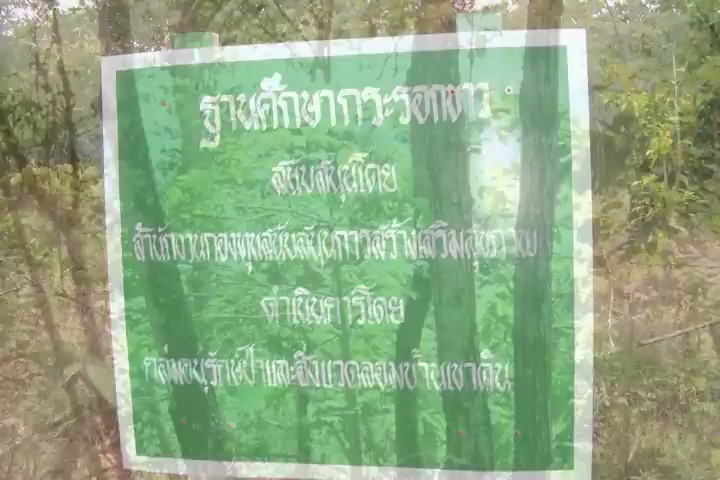 ฐานศึกษากระรอกขาว
สนับสนุนโดย
สำนักงานกองทุนสนับสนุนการสร้างเสริมสุขภาพ
ดำเนินการโดย
กลุ่มอนุรักษ์ป่าและสิ่งแวดล้อมบ้านเขาดิน